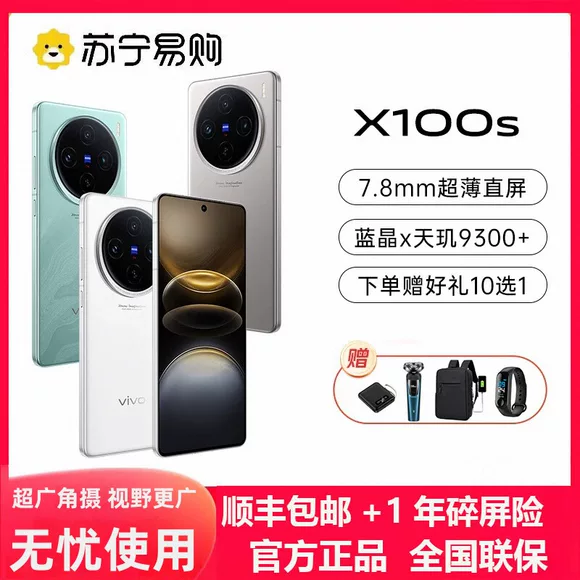 苏宁易购
X100s
7.8mm超薄直屏
蓝晶x天玑9300+
下单赠好礼10选1
赠
vivo
vivo
超广角摄 视野更广
无忧使用
顺丰包邮 +1 年碎屏险
官方正品 全国联保